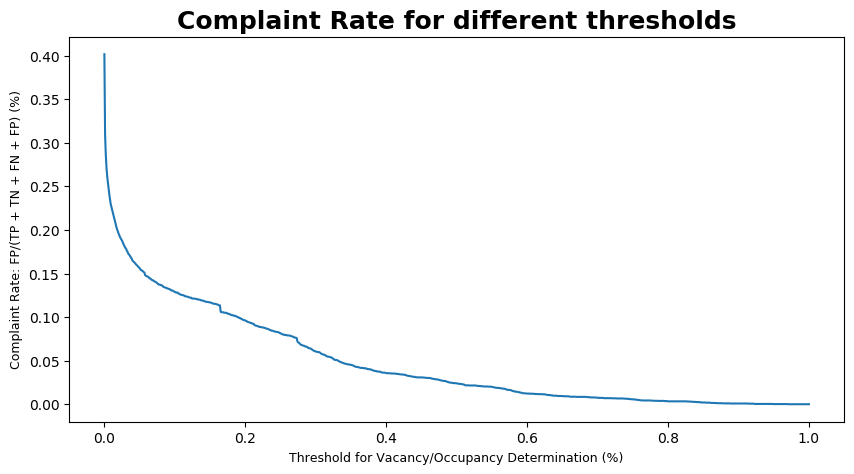 Complaint Rate for different thresholds
Complaint Rate: FP/(TP + TN + FN + FP) (%)
0.40
0.35
0.30
0.25
0.20
0.15
0.10
0.05
0.00
0.0 0.2 0.4 0.6 0.8 1.0
Threshold for Vacancy/Occupancy Determination (%)